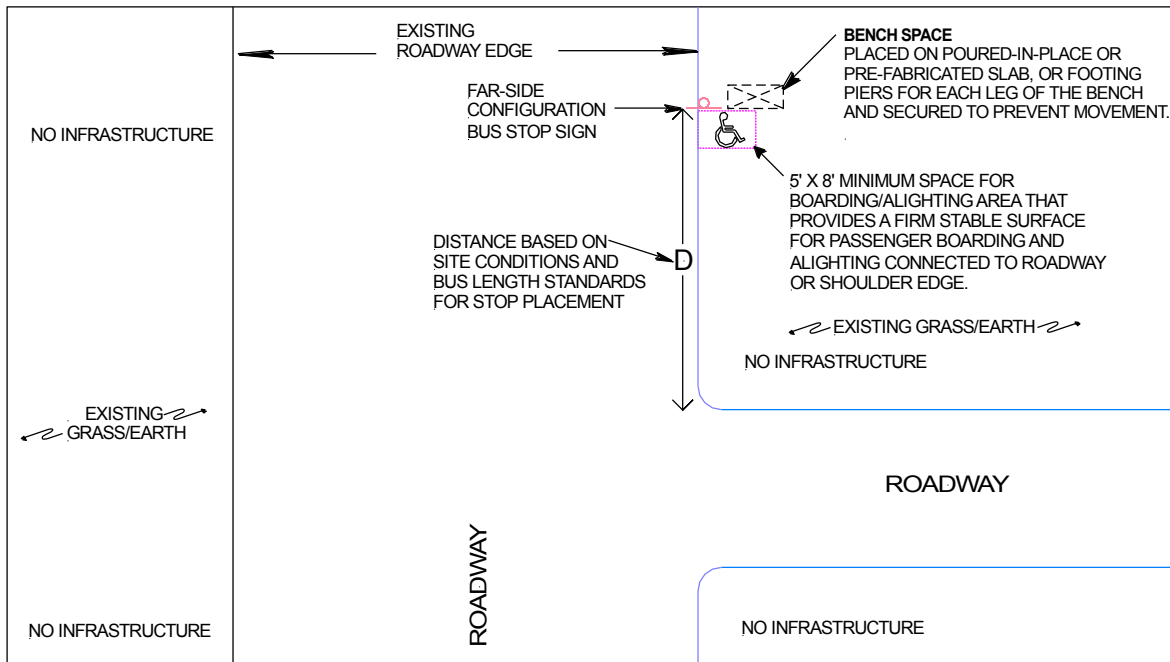 EXISTING
ROADWAY EDGE
BENCH SPACE
PLACED ON POURED-IN-PLACE OR
PRE-FABRICATED SLAB, OR FOOTING
PIERS FOR EACH LEG OF THE BENCH
AND SECURED TO PREVENT MOVEMENT.
FAR-SIDE
CONFIGURATION
BUS STOP SIGN
NO INFRASTRUCTURE
5' X 8' MINIMUM SPACE FOR
BOARDING/ALIGHTING AREA THAT
PROVIDES A FIRM STABLE SURFACE
FOR PASSENGER BOARDING AND
ALIGHTING CONNECTED TO ROADWAY
OR SHOULDER EDGE.
DISTANCE BASED ON
SITE CONDITIONS AND
BUS LENGTH STANDARDS
FOR STOP PLACEMENT
D
EXISTING GRASS/EARTH
NO INFRASTRUCTURE
EXISTING
GRASS/EARTH
ROADWAY
ROADWAY
NO INFRASTRUCTURE
NO INFRASTRUCTURE